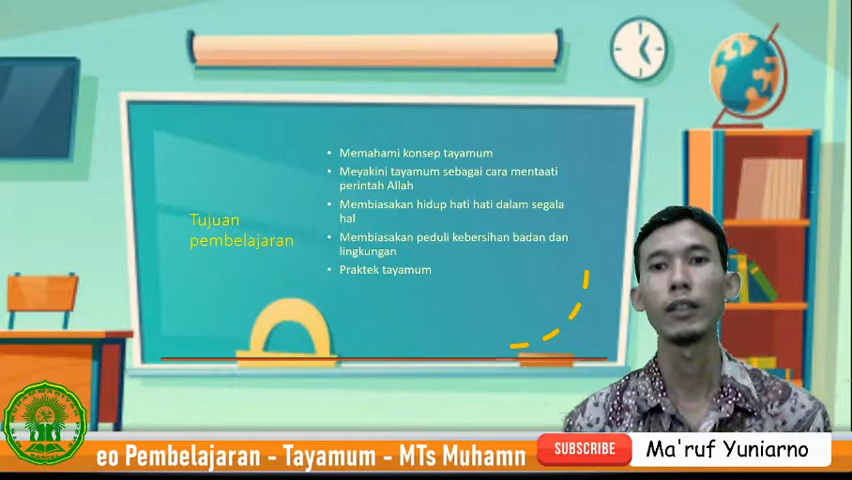 Tujuan
pembelajaran
• Memahami konsep tayamum
• Meyakini tayamum sebagai cara mentaati
perintah Allah
• Membiasakan hidup hati hati dalam segala
hal
• Membiasakan peduli kebersihan badan dan
lingkungan
• Praktek tayamum
eo Pembelajaran - Tayamum - MTs Muhamn
SUBSCRIBE
Ma'ruf Yuniarno